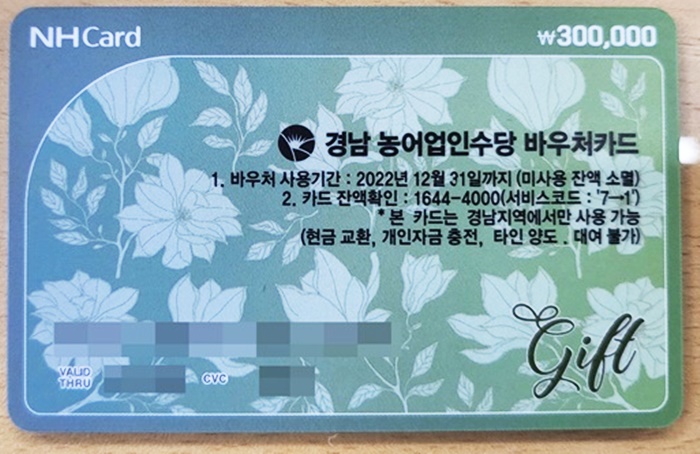 NH Card
₩300,000
경남 농어업인수당 바우처카드
1. 바우처 사용기간 : 2022년 12월 31일까지 (미사용 잔액 소멸)
2. 카드 잔액확인 : 1644-4000(서비스코드 : '7→1')
* 본 카드는 경남지역에서만 사용 가능
(현금 교환, 개인자금 충전, 타인 양도 . 대여 불가)
Gift
VALID
THRU
CVC